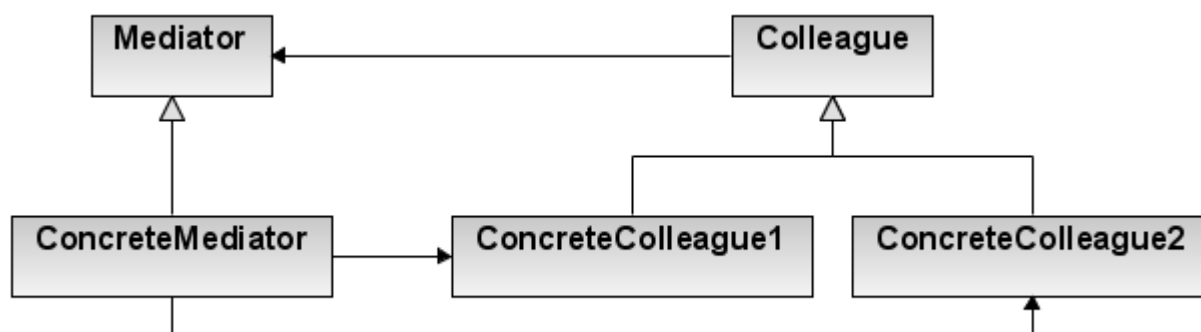 Mediator
Colleague
ConcreteMediator
ConcreteColleague1
ConcreteColleague2